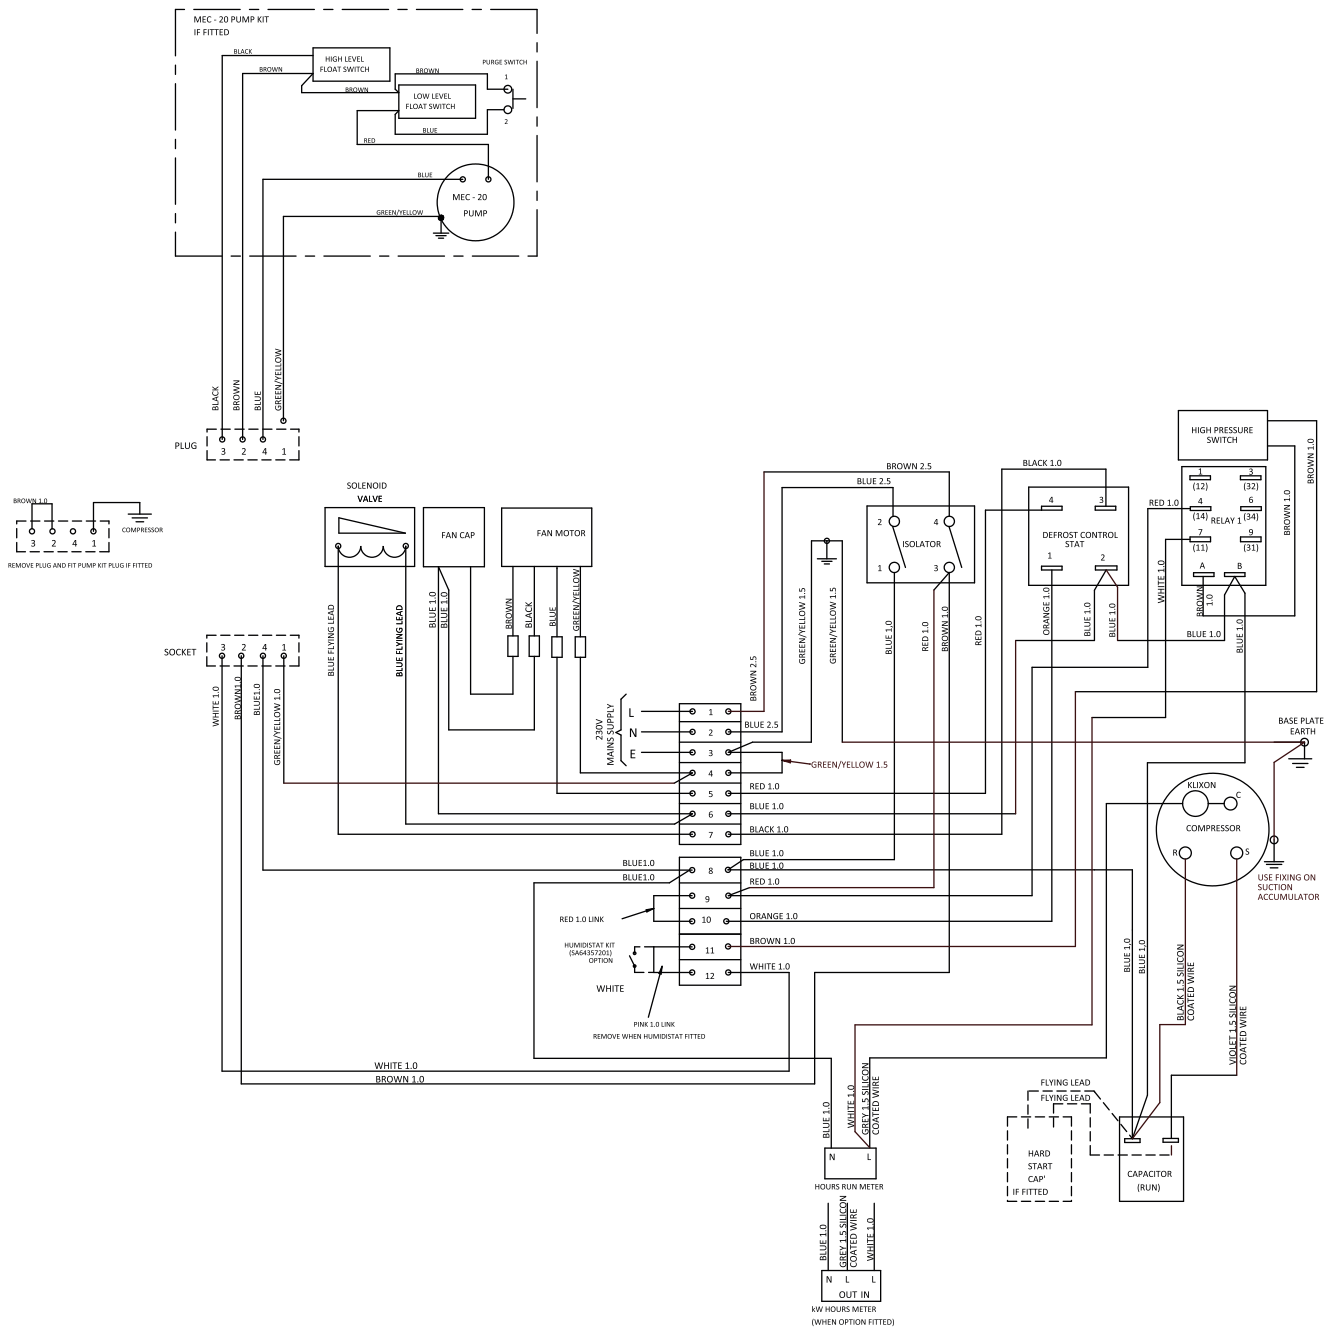 MEC - 20 PUMP KIT
IF FITTED
BLACK
HIGH LEVEL
FLOAT SWITCH
BROWN
BROWN
BROWN
PURGE SWITCH
1
LOW LEVEL
FLOAT SWITCH
2
BLUE
RED
BLUE
MEC - 20
PUMP
GREEN/YELLOW
BLACK
BROWN
BLUE
GREEN/YELLOW
PLUG
3 2 4 1
BROWN 1.0
COMPRESSOR
3 2 4 1
REMOVE PLUG AND FIT PUMP KIT PLUG IF FITTED
SOLENOID
VALVE
FAN CAP
FAN MOTOR
BLUE FLYING LEAD
BLUE FLYING LEAD
BLUE 1.0
BLUE 1.0
BROWN
BLACK
BLUE
GREEN/YELLOW
SOCKET
3 2 4 1
WHITE 1.0
BROWN1.0
BLUE1.0
GREEN/YELLOW 1.0
230V
MAINS SUPPLY
L
N
E
1
2
3
4
5
6
7
8
9
10
11
12
BROWN 2.5
BLUE 2.5
GREEN/YELLOW 1.5
RED 1.0
BLUE 1.0
BLACK 1.0
BLUE 1.0
BLUE 1.0
RED 1.0
ORANGE 1.0
BROWN 1.0
WHITE 1.0
BLUE1.0
BLUE1.0
RED 1.0 LINK
HUMIDISTAT KIT
(SA64357201)
OPTION
WHITE
PINK 1.0 LINK
REMOVE WHEN HUMIDISTAT FITTED
WHITE 1.0
BROWN 1.0
BROWN 2.5
BLUE 2.5
2
4
ISOLATOR
1
3
GREEN/YELLOW 1.5
GREEN/YELLOW 1.5
BLUE 1.0
RED 1.0
BROWN 1.0
RED 1.0
BLACK 1.0
4
3
DEFROST CONTROL
STAT
1
2
ORANGE 1.0
BLUE 1.0
BLUE 1.0
HIGH PRESSURE
SWITCH
BROWN 1.0
BROWN 1.0
1
(12)
3
(32)
RED 1.0
4
(14)
6
(34)
RELAY 1
7
(11)
9
(31)
A
B
WHITE 1.0
BROWN
1.0
BLUE 1.0
BLUE 1.0
BASE PLATE
EARTH
KLIXON
C
COMPRESSOR
R
S
USE FIXING ON
SUCTION
ACCUMULATOR
BLUE 1.0
BLUE 1.0
BLACK 1.5 SILICON
COATED WIRE
VIOLET 1.5 SILICON
COATED WIRE
BLUE 1.0
WHITE 1.0
GREY 1.5 SILICON
COATED WIRE
N
L
HOURS RUN METER
BLUE 1.0
GREY 1.5 SILICON
COATED WIRE
WHITE 1.0
N L L
OUT IN
kW HOURS METER
(WHEN OPTION FITTED)
FLYING LEAD
FLYING LEAD
HARD
START
CAP'
IF FITTED
CAPACITOR
(RUN)